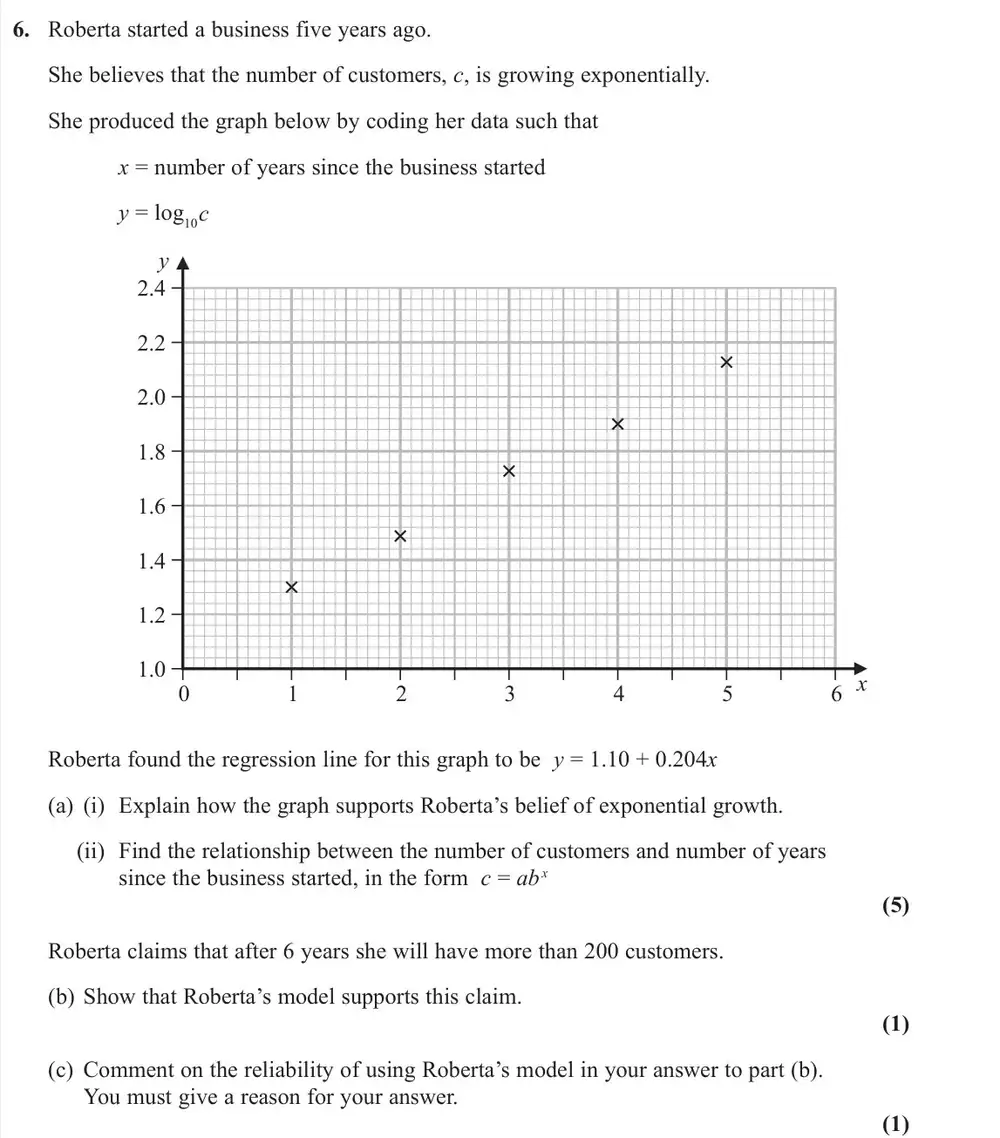 6. Roberta started a business five years ago.
She believes that the number of customers, c, is growing exponentially.
She produced the graph below by coding her data such that
x = number of years since the business started
y = log₁₀c
y
2.4
2.2
2.0
1.8
1.6
1.4
1.2
1.0
0 1 2 3 4 5 6 x
Roberta found the regression line for this graph to be y = 1.10 + 0.204x
(a) (i) Explain how the graph supports Roberta’s belief of exponential growth.
(ii) Find the relationship between the number of customers and number of years
since the business started, in the form c = abˣ
(5)
Roberta claims that after 6 years she will have more than 200 customers.
(b) Show that Roberta’s model supports this claim.
(1)
(c) Comment on the reliability of using Roberta’s model in your answer to part (b).
You must give a reason for your answer.
(1)